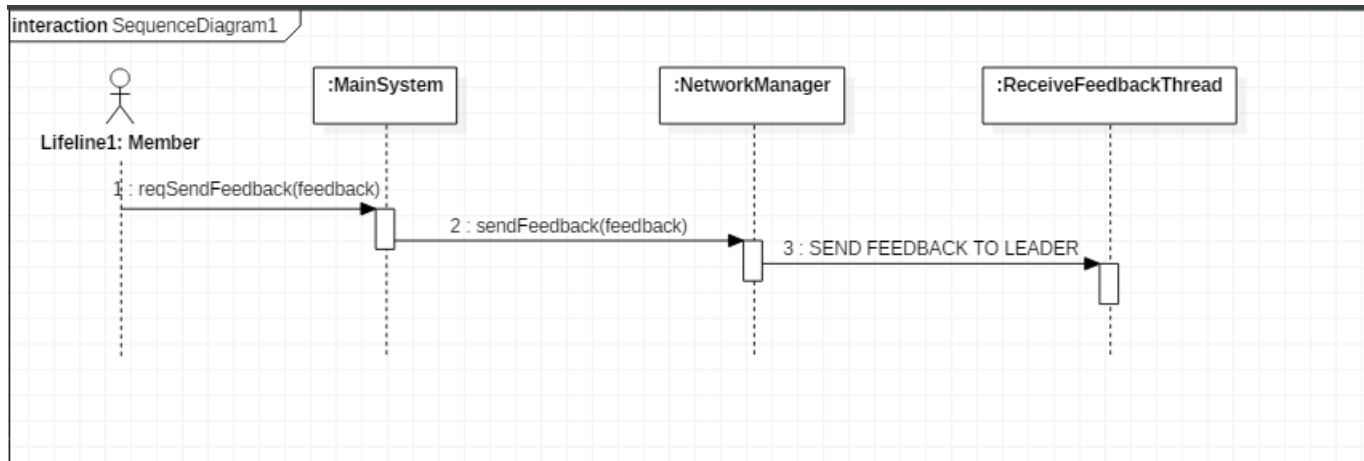 interaction SequenceDiagram1
:MainSystem
:NetworkManager
:ReceiveFeedbackThread
Lifeline1: Member
1 : reqSendFeedback(feedback)
2 : sendFeedback(feedback)
3 : SEND FEEDBACK TO LEADER